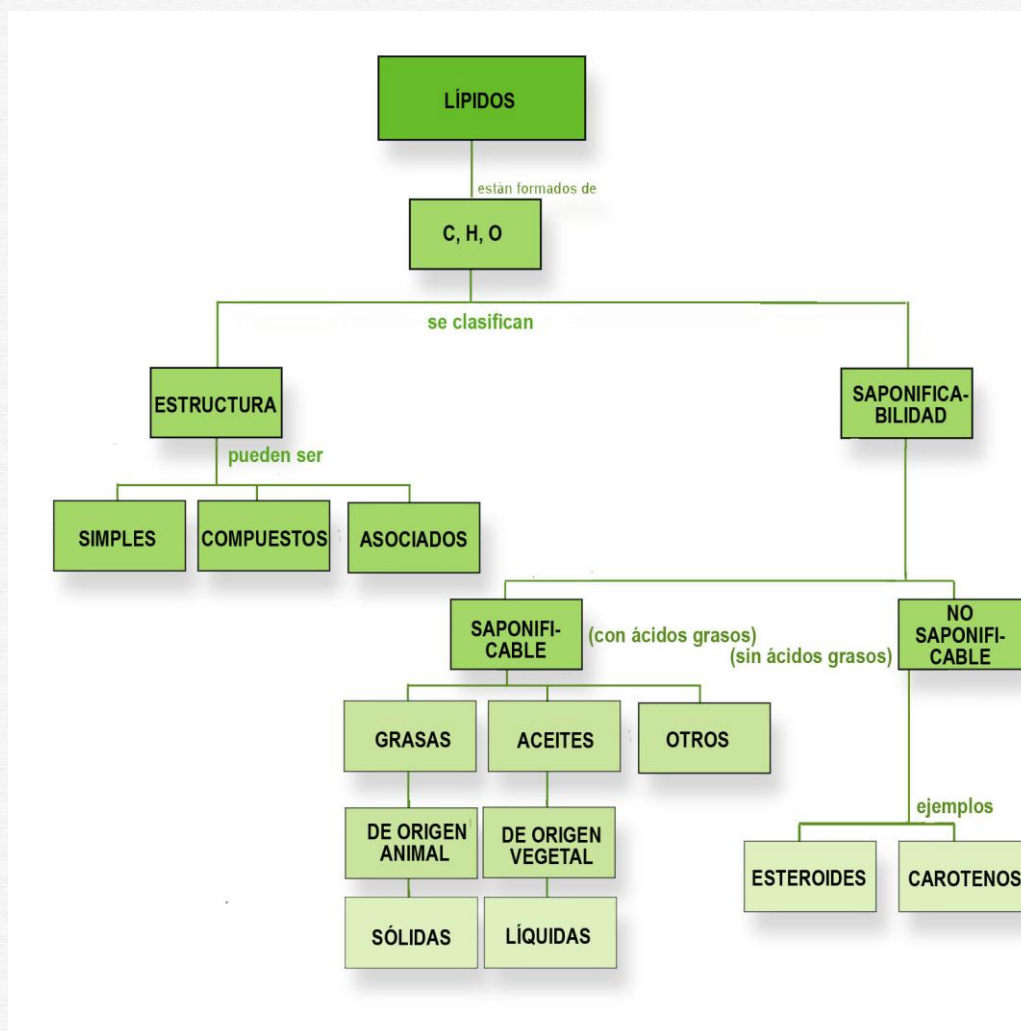 LÍPIDOS
están formados de
C, H, O
se clasifican
ESTRUCTURA
SAPONIFICA-
BILIDAD
pueden ser
SIMPLES
COMPUESTOS
ASOCIADOS
SAPONIFI-
CABLE
(con ácidos grasos)
(sin ácidos grasos)
NO
SAPONIFI-
CABLE
GRASAS
ACEITES
OTROS
DE ORIGEN
ANIMAL
DE ORIGEN
VEGETAL
SÓLIDAS
LÍQUIDAS
ejemplos
ESTEROIDES
CAROTENOS